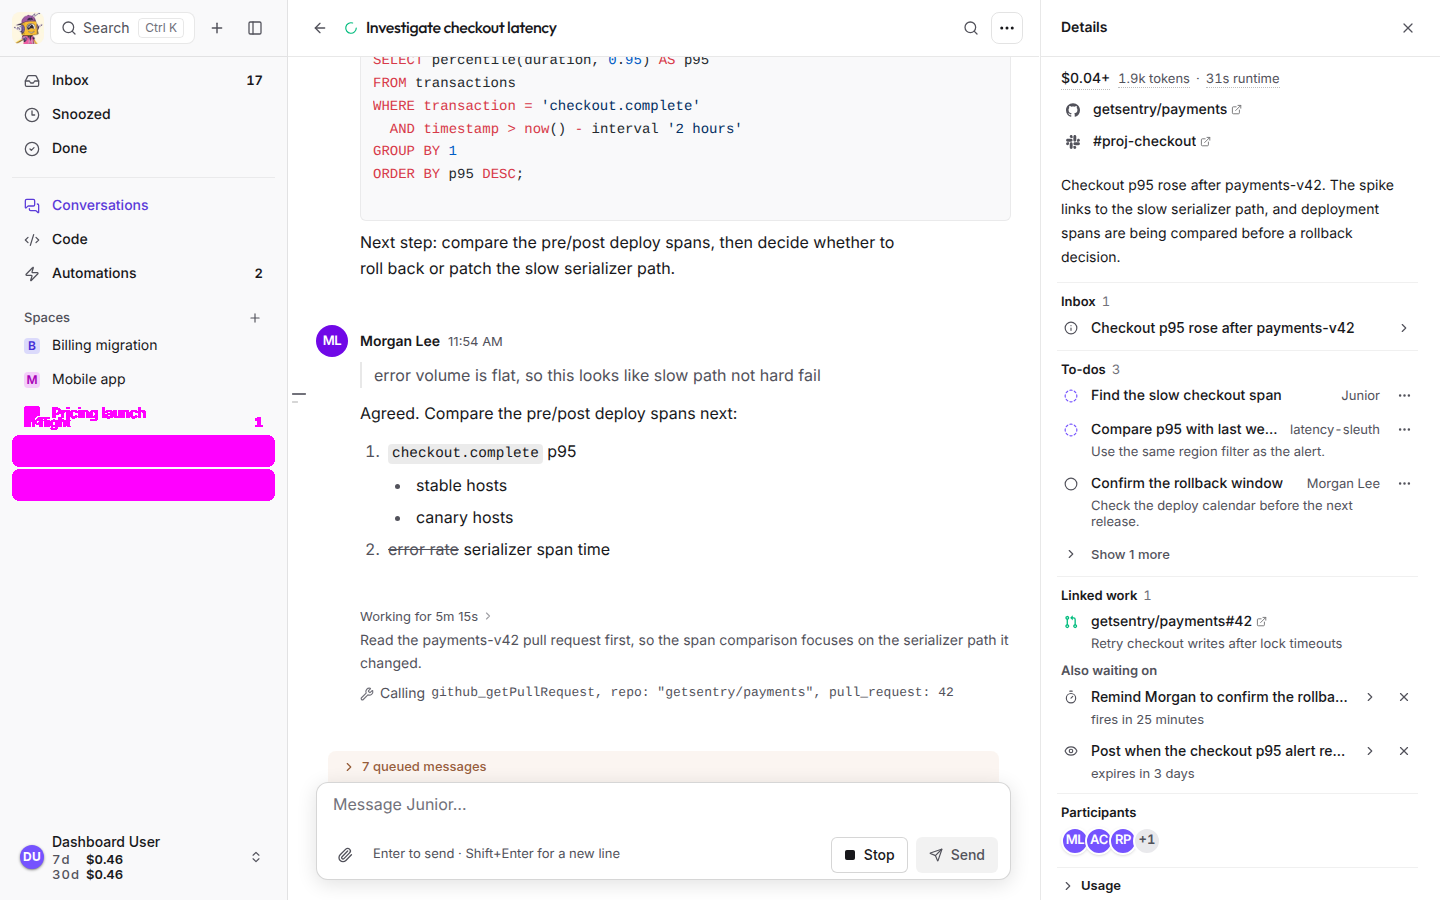 Search Ctrl K
Inbox 17
Snoozed
Done
Conversations
Code
Automations 2
Spaces
B Billing migration
M Mobile app
Pricing launch
In flight 1
DU Dashboard User
7d $0.46
30d $0.46
Investigate checkout latency
SELECT percentile(duration, 0.95) AS p95
FROM transactions
WHERE transaction = 'checkout.complete'
AND timestamp > now() - interval '2 hours'
GROUP BY 1
ORDER BY p95 DESC;
Next step: compare the pre/post deploy spans, then decide whether to
roll back or patch the slow serializer path.
ML Morgan Lee 11:54 AM
error volume is flat, so this looks like slow path not hard fail
Agreed. Compare the pre/post deploy spans next:
1. checkout.complete p95
• stable hosts
• canary hosts
2. error rate serializer span time
Working for 5m 15s
Read the payments-v42 pull request first, so the span comparison focuses on the serializer path it
changed.
Calling github_getPullRequest, repo: "getsentry/payments", pull_request: 42
7 queued messages
Message Junior...
Enter to send · Shift+Enter for a new line
Stop
Send
Details
$0.04+ 1.9k tokens · 31s runtime
getsentry/payments
#proj-checkout
Checkout p95 rose after payments-v42. The spike
links to the slow serializer path, and deployment
spans are being compared before a rollback
decision.
Inbox 1
Checkout p95 rose after payments-v42
To-dos 3
Find the slow checkout span Junior
Compare p95 with last we... latency-sleuth
Use the same region filter as the alert.
Confirm the rollback window Morgan Lee
Check the deploy calendar before the next
release.
Show 1 more
Linked work 1
getsentry/payments#42
Retry checkout writes after lock timeouts
Also waiting on
Remind Morgan to confirm the rollba...
fires in 25 minutes
Post when the checkout p95 alert re...
expires in 3 days
Participants
ML AC RP +1
Usage